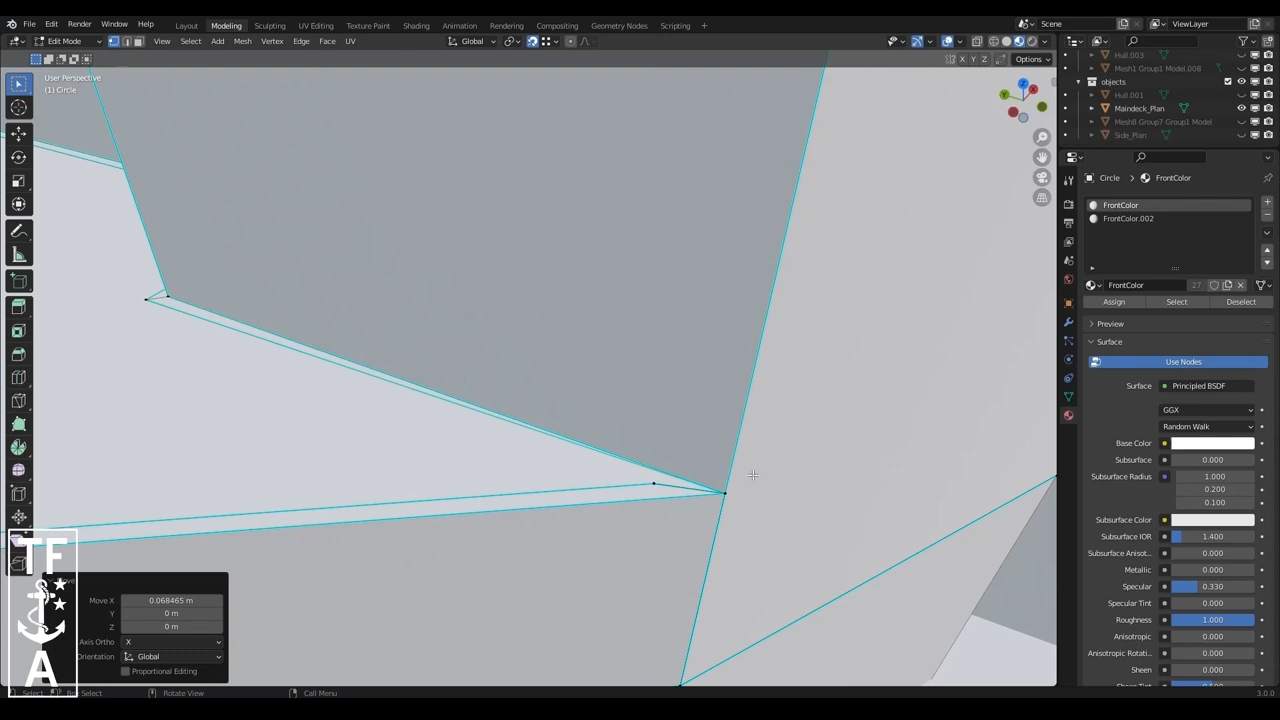 File Edit Render Window Help Layout Modeling Sculpting UV Editing Texture Paint Shading Animation Rendering Compositing Geometry Nodes Scripting + Scene ViewLayer
Edit Mode View Select Add Mesh Vertex Edge Face UV Global
X Y Z Options
User Perspective
(1) Circle
Z
X
Y
Hull.003
Mesh1 Group1 Model.008
objects
Hull.001
Maindeck_Plan
Mesh8 Group7 Group1 Model
Side_Plan
Circle > FrontColor
FrontColor
FrontColor.002
FrontColor 27
Assign Select Deselect
Preview
Surface
Use Nodes
Surface Principled BSDF
GGX
Random Walk
Base Color
Subsurface 0.000
Subsurface Radius 1.000
0.200
0.100
Subsurface Color
Subsurface IOR 1.400
Subsurface Anisot... 0.000
Metallic 0.000
Specular 0.330
Specular Tint 0.000
Roughness 1.000
Anisotropic 0.000
Anisotropic Rotati... 0.000
Sheen 0.000
Sheen Tint 0.500
Move X 0.068465 m
Y 0 m
Z 0 m
Axis Ortho X
Orientation Global
Proportional Editing
TF
A
Select Box Select Rotate View Call Menu 3.0.0